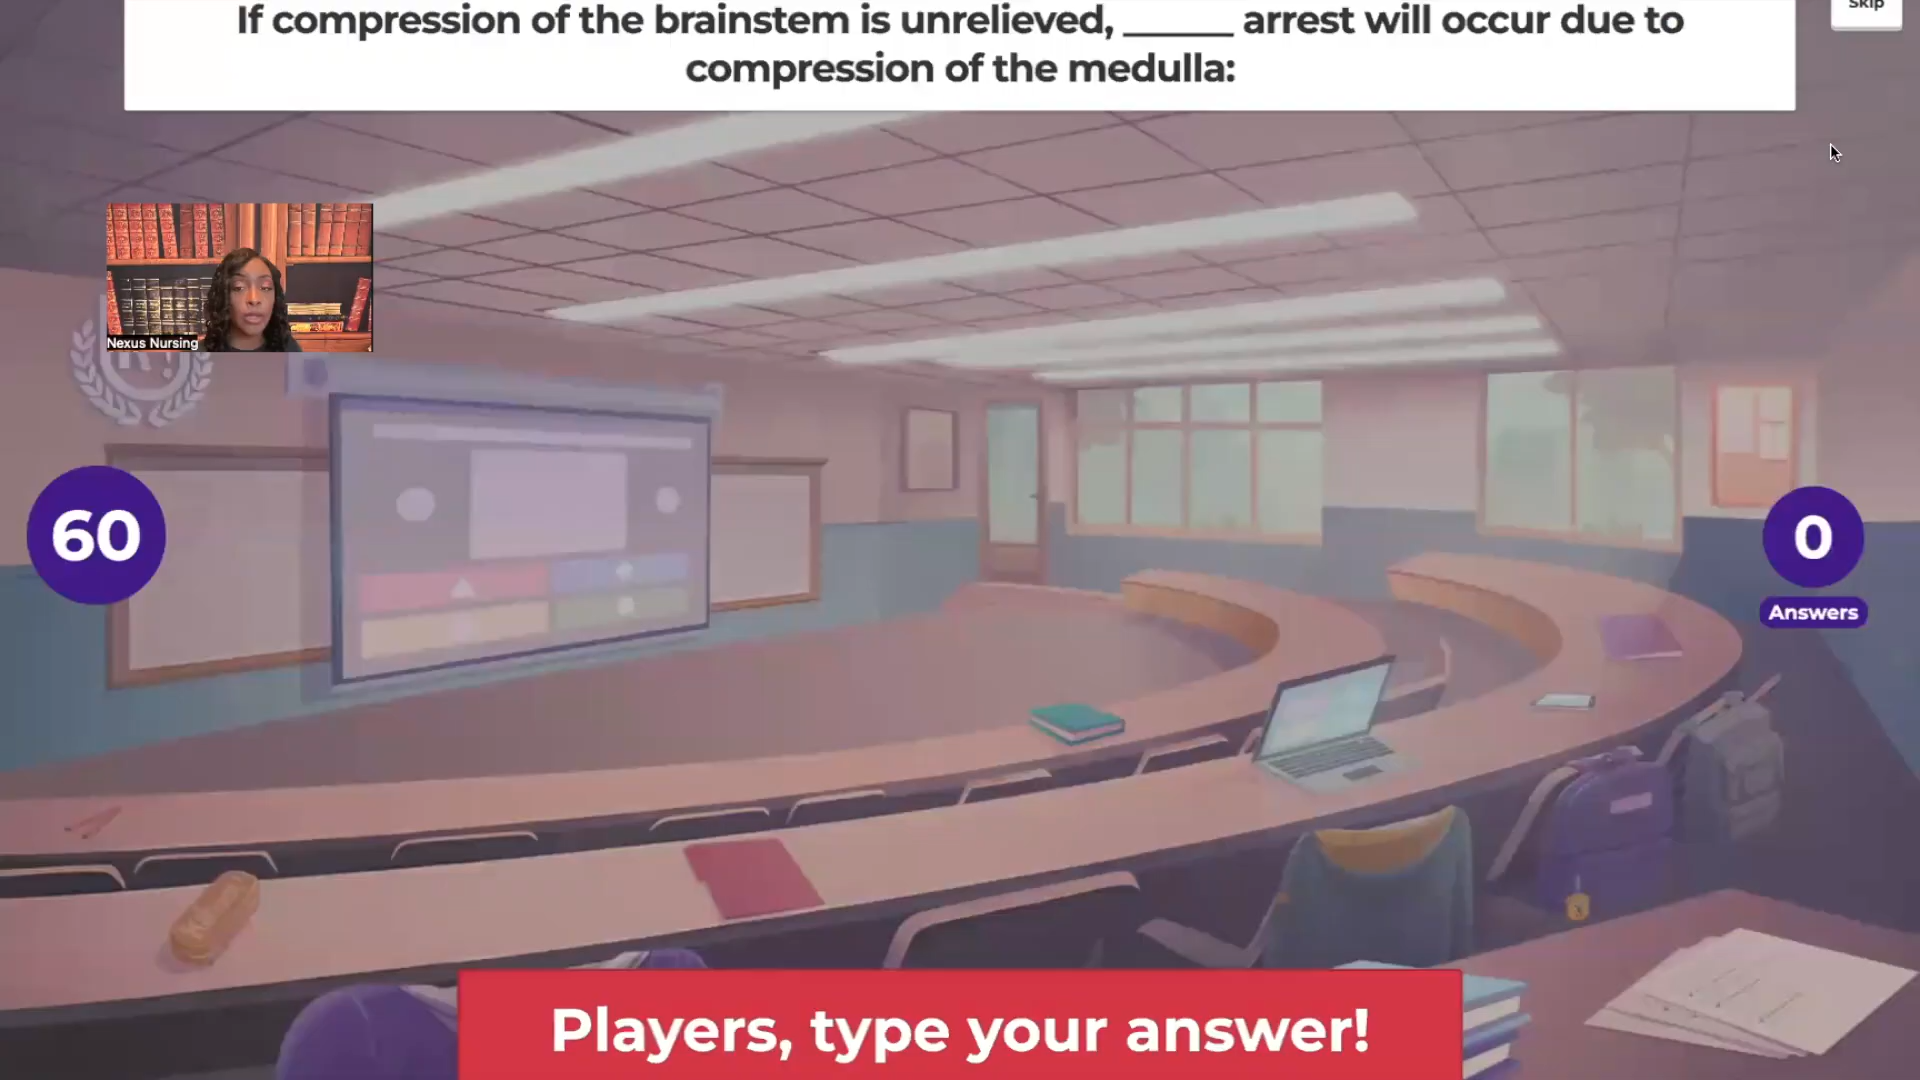 If compression of the brainstem is unrelieved, ______ arrest will occur due to
compression of the medulla:
Skip
Nexus Nursing
60
0
Answers
Players, type your answer!